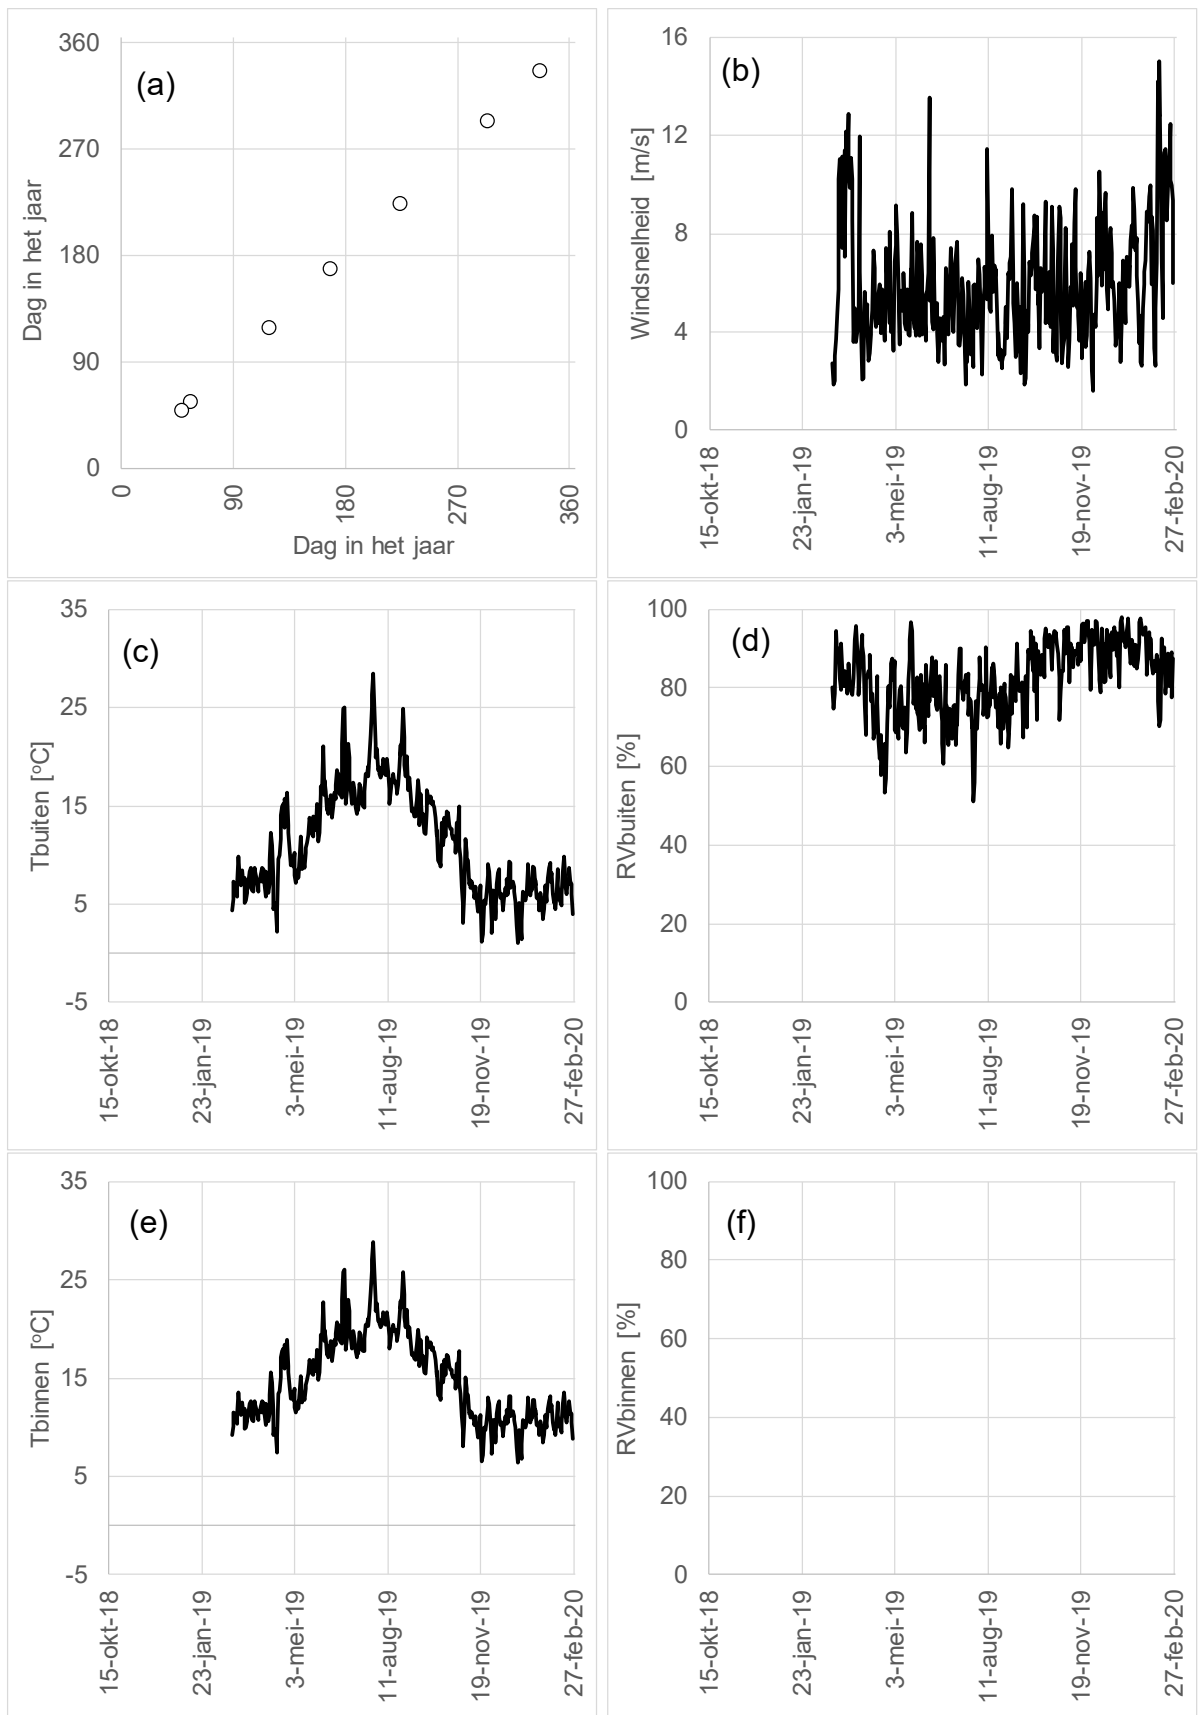 (a)
Dag in het jaar
360
270
180
90
0
0
90
180
270
360
Dag in het jaar
(b)
Windsnelheid [m/s]
16
12
8
4
0
15-okt-18
23-jan-19
3-mei-19
11-aug-19
19-nov-19
27-feb-20
(c)
Tbuiten [oC]
35
25
15
5
-5
15-okt-18
23-jan-19
3-mei-19
11-aug-19
19-nov-19
27-feb-20
(d)
RVbuiten [%]
100
80
60
40
20
0
15-okt-18
23-jan-19
3-mei-19
11-aug-19
19-nov-19
27-feb-20
(e)
Tbinnen [oC]
35
25
15
5
-5
15-okt-18
23-jan-19
3-mei-19
11-aug-19
19-nov-19
27-feb-20
(f)
RVbinnen [%]
100
80
60
40
20
0
15-okt-18
23-jan-19
3-mei-19
11-aug-19
19-nov-19
27-feb-20